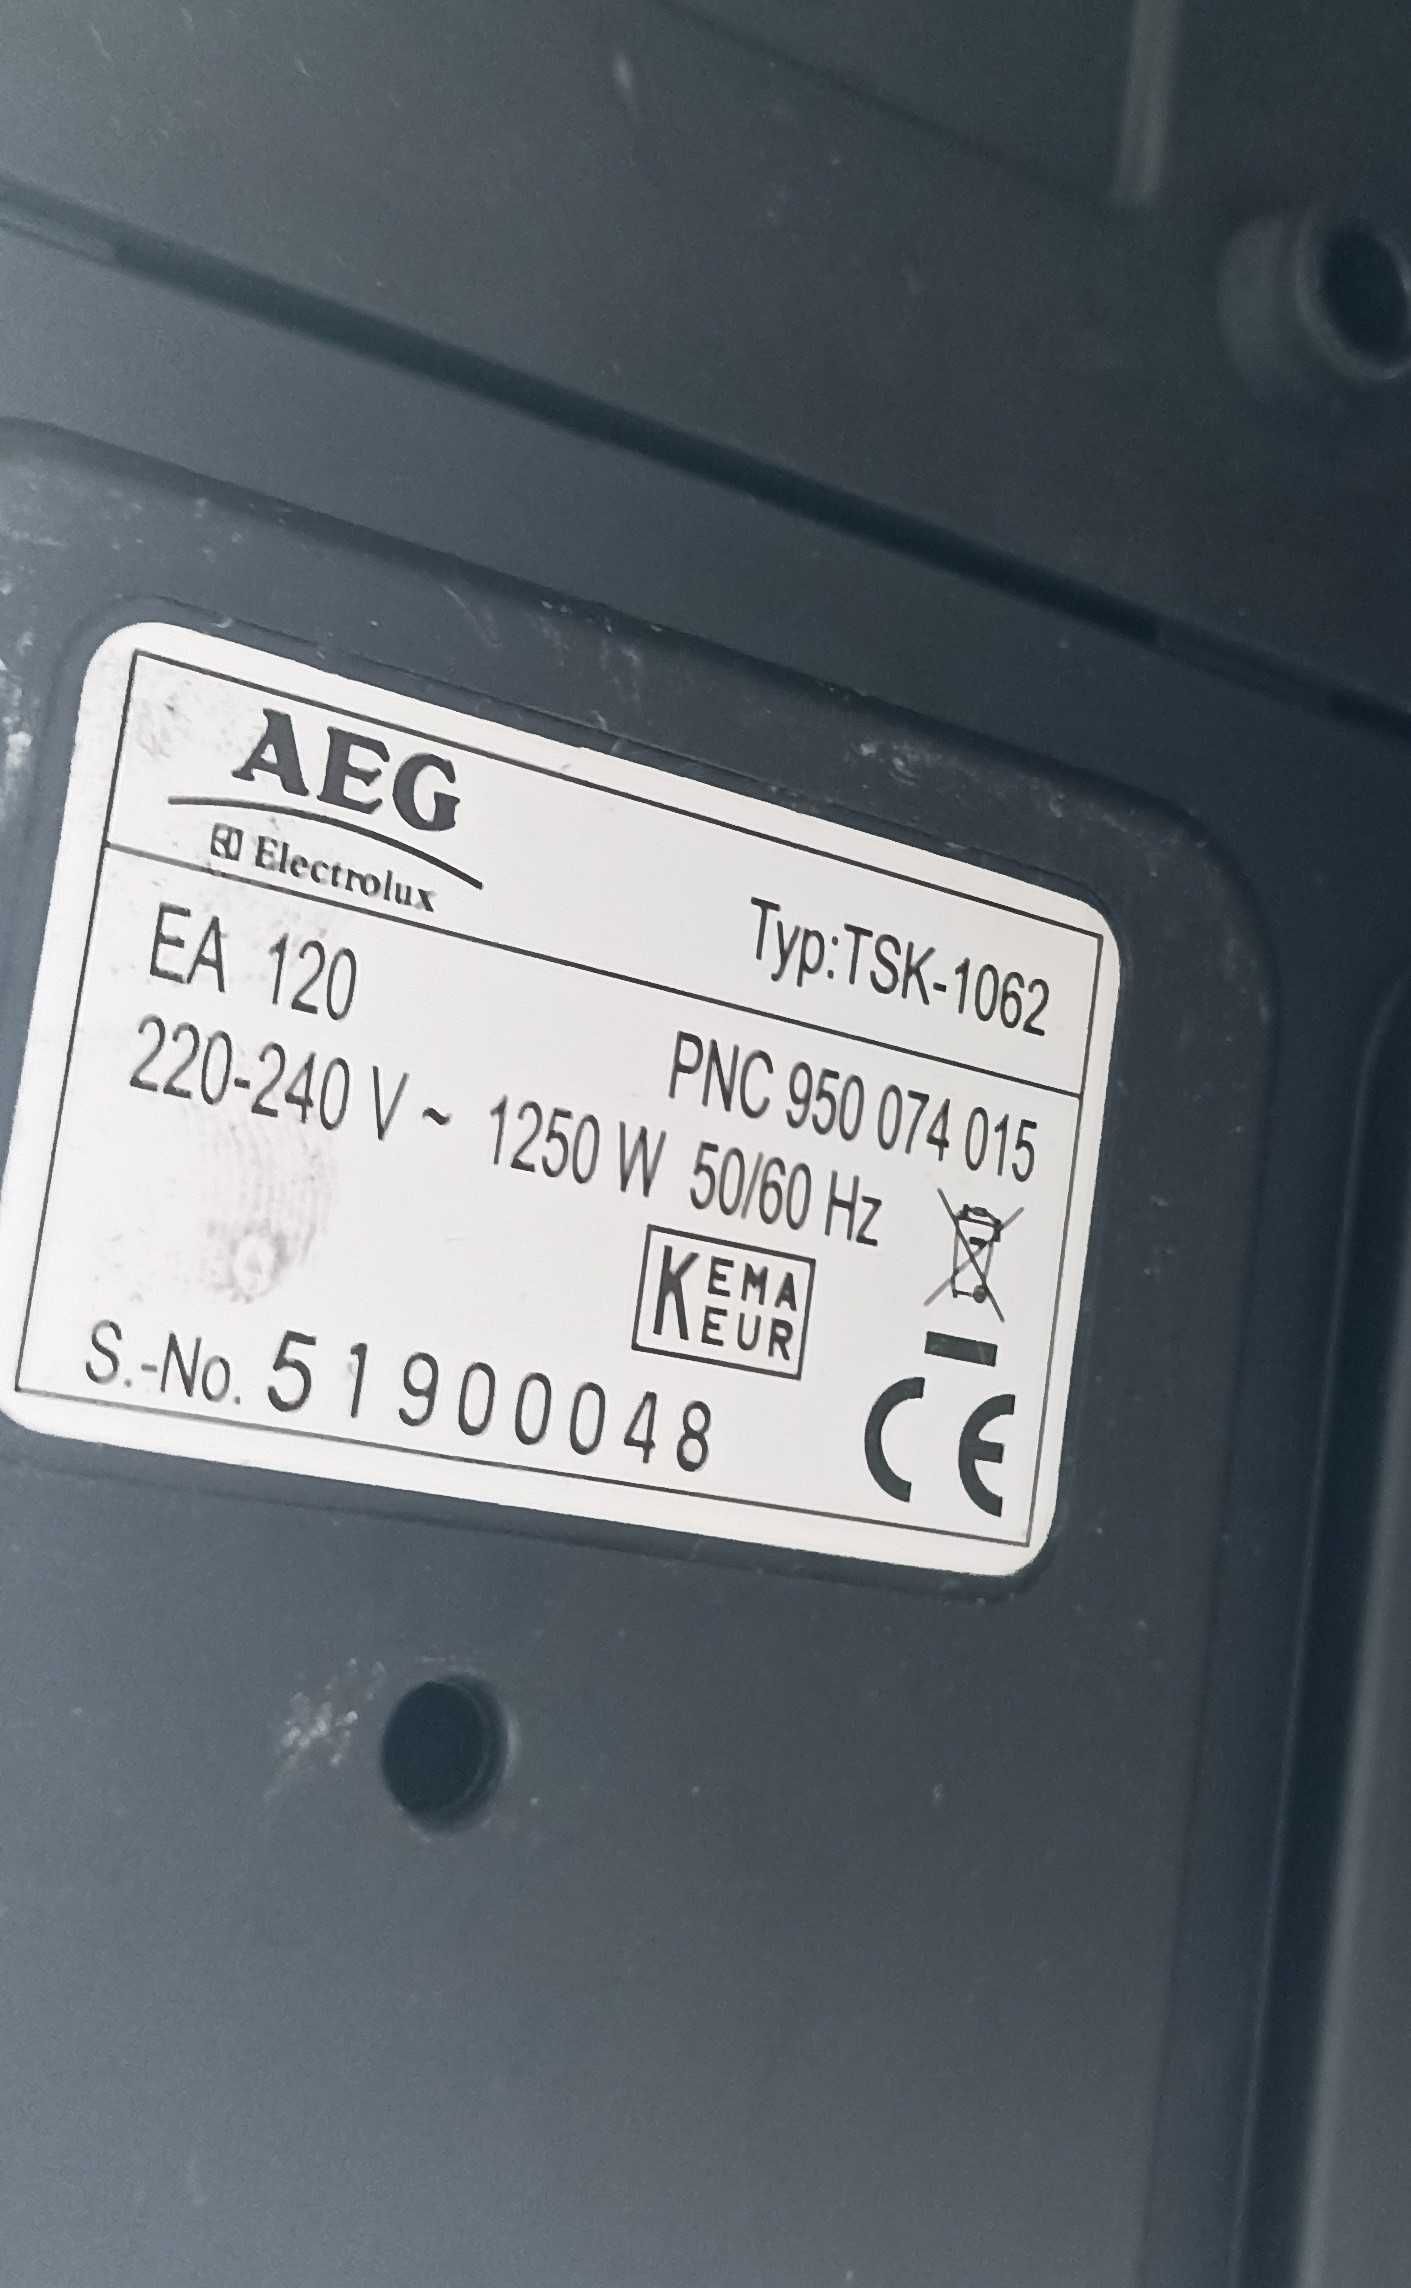 AEG
Electrolux
Typ:TSK-1062
EA 120
PNC 950 074 015
220-240 V ~ 1250 W 50/60 Hz
KEMA
KEUR
S.-No. 51900048
CE